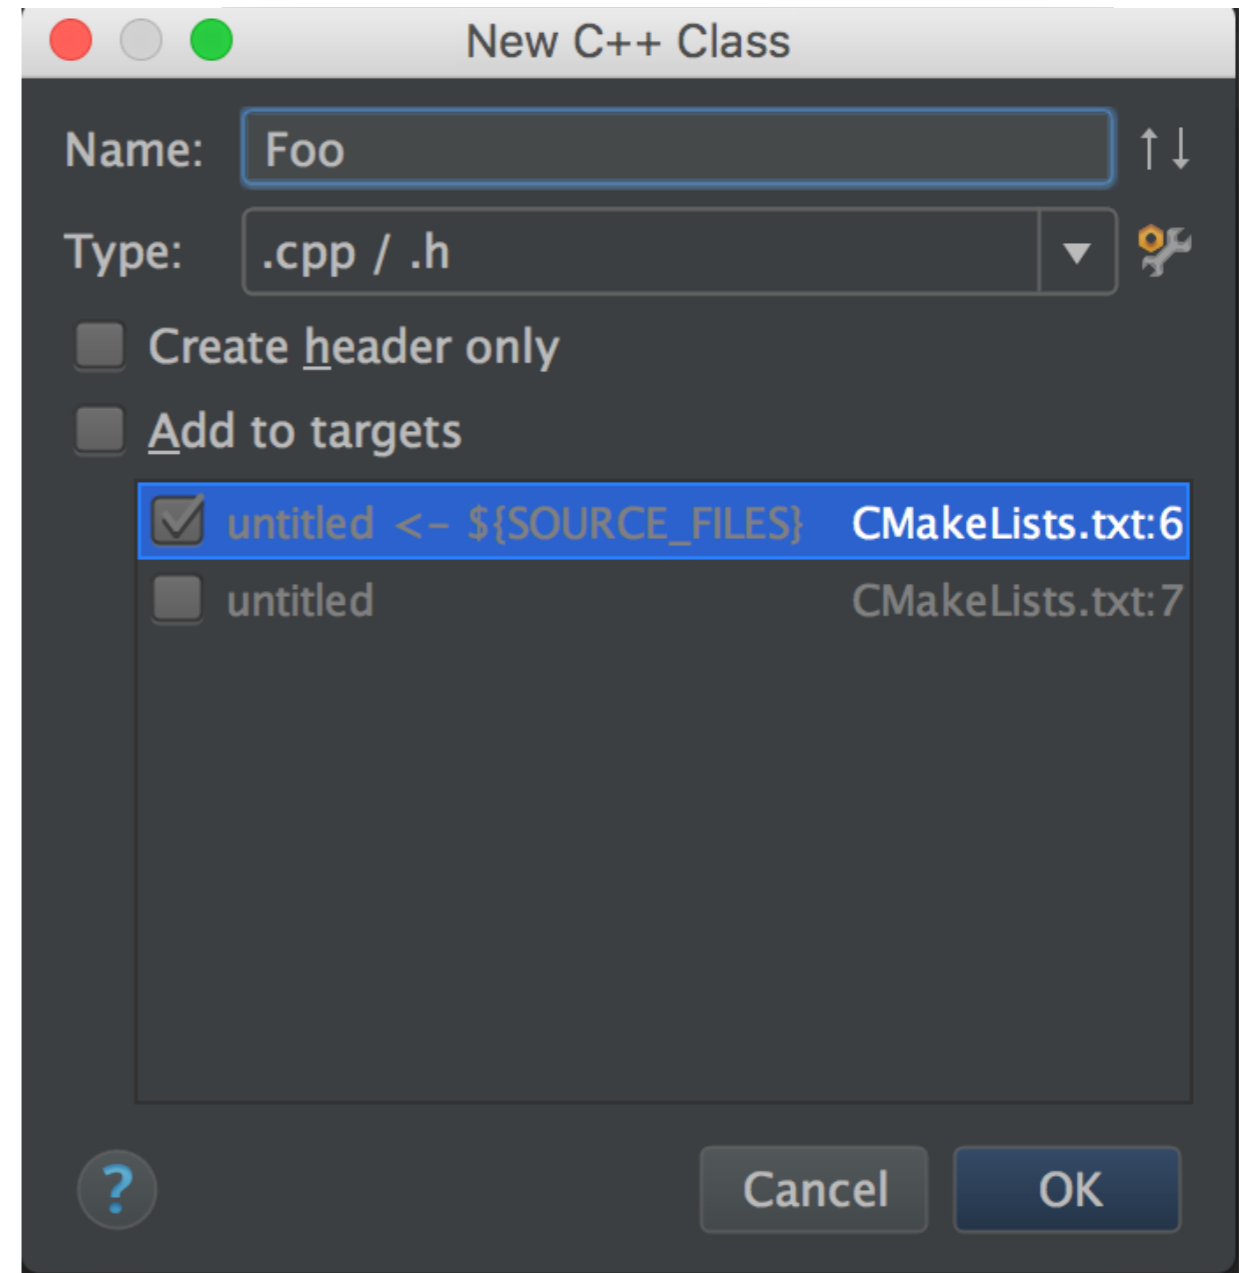 New C++ Class
Name: Foo
Type: .cpp / .h
Create header only
Add to targets
untitled <- ${SOURCE_FILES} CMakeLists.txt:6
untitled CMakeLists.txt:7
? Cancel OK